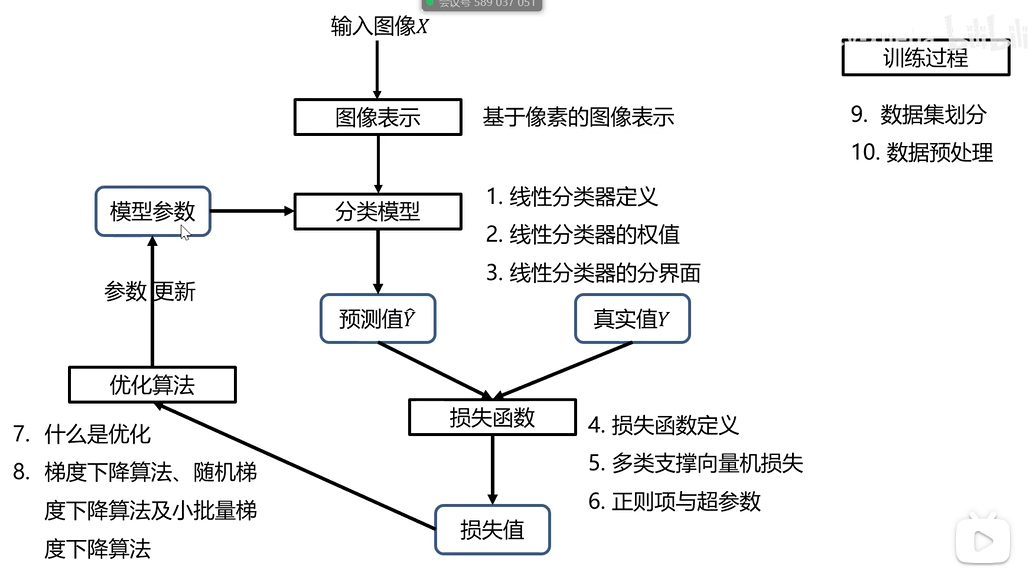 会议号 589 037 051
输入图像X
bilibili
训练过程
图像表示
基于像素的图像表示
9. 数据集划分
10. 数据预处理
模型参数
分类模型
1. 线性分类器定义
2. 线性分类器的权值
3. 线性分类器的分界面
参数 更新
预测值Ŷ
真实值Y
优化算法
损失函数
4. 损失函数定义
5. 多类支撑向量机损失
6. 正则项与超参数
7. 什么是优化
8. 梯度下降算法、随机梯
度下降算法及小批量梯
度下降算法
损失值